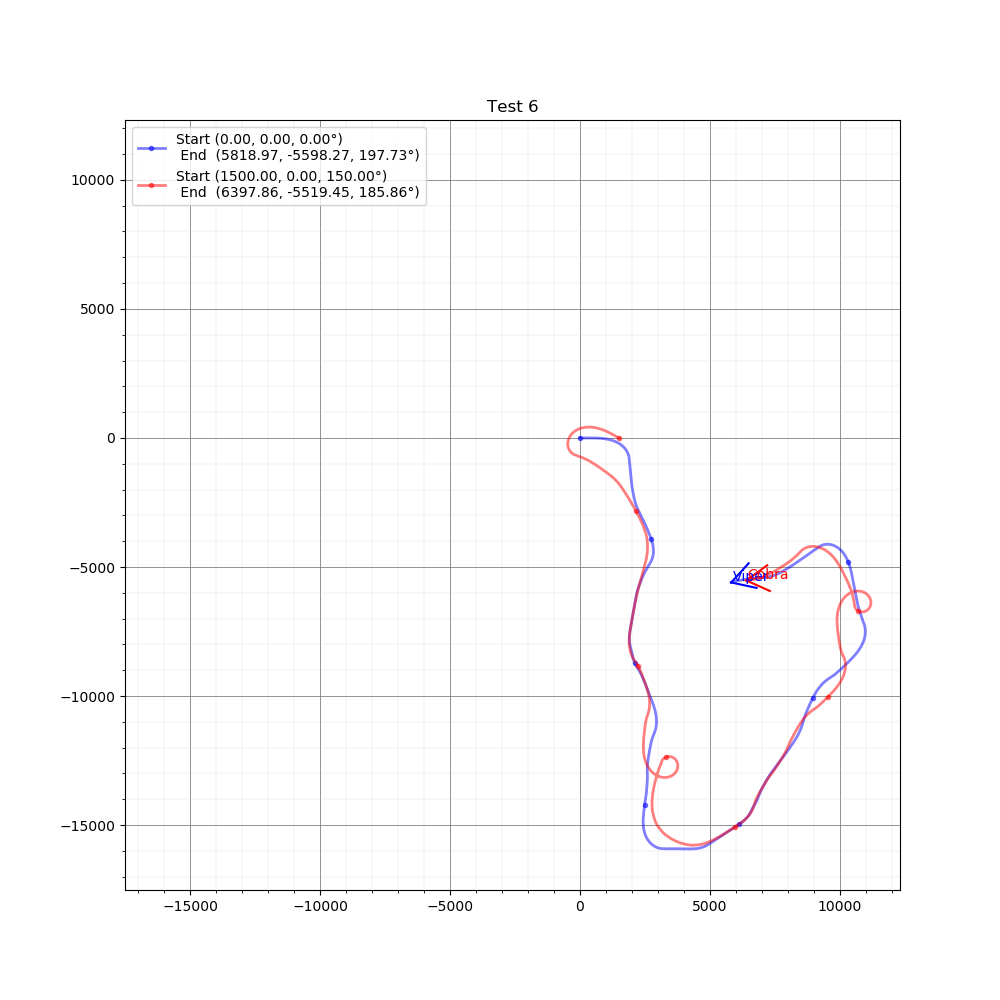 Test 6
Start (0.00, 0.00, 0.00°)
End (5818.97, -5598.27, 197.73°)
Start (1500.00, 0.00, 150.00°)
End (6397.86, -5519.45, 185.86°)
10000
5000
0
−5000
−10000
−15000
Viper
Cobra
−15000
−10000
−5000
0
5000
10000